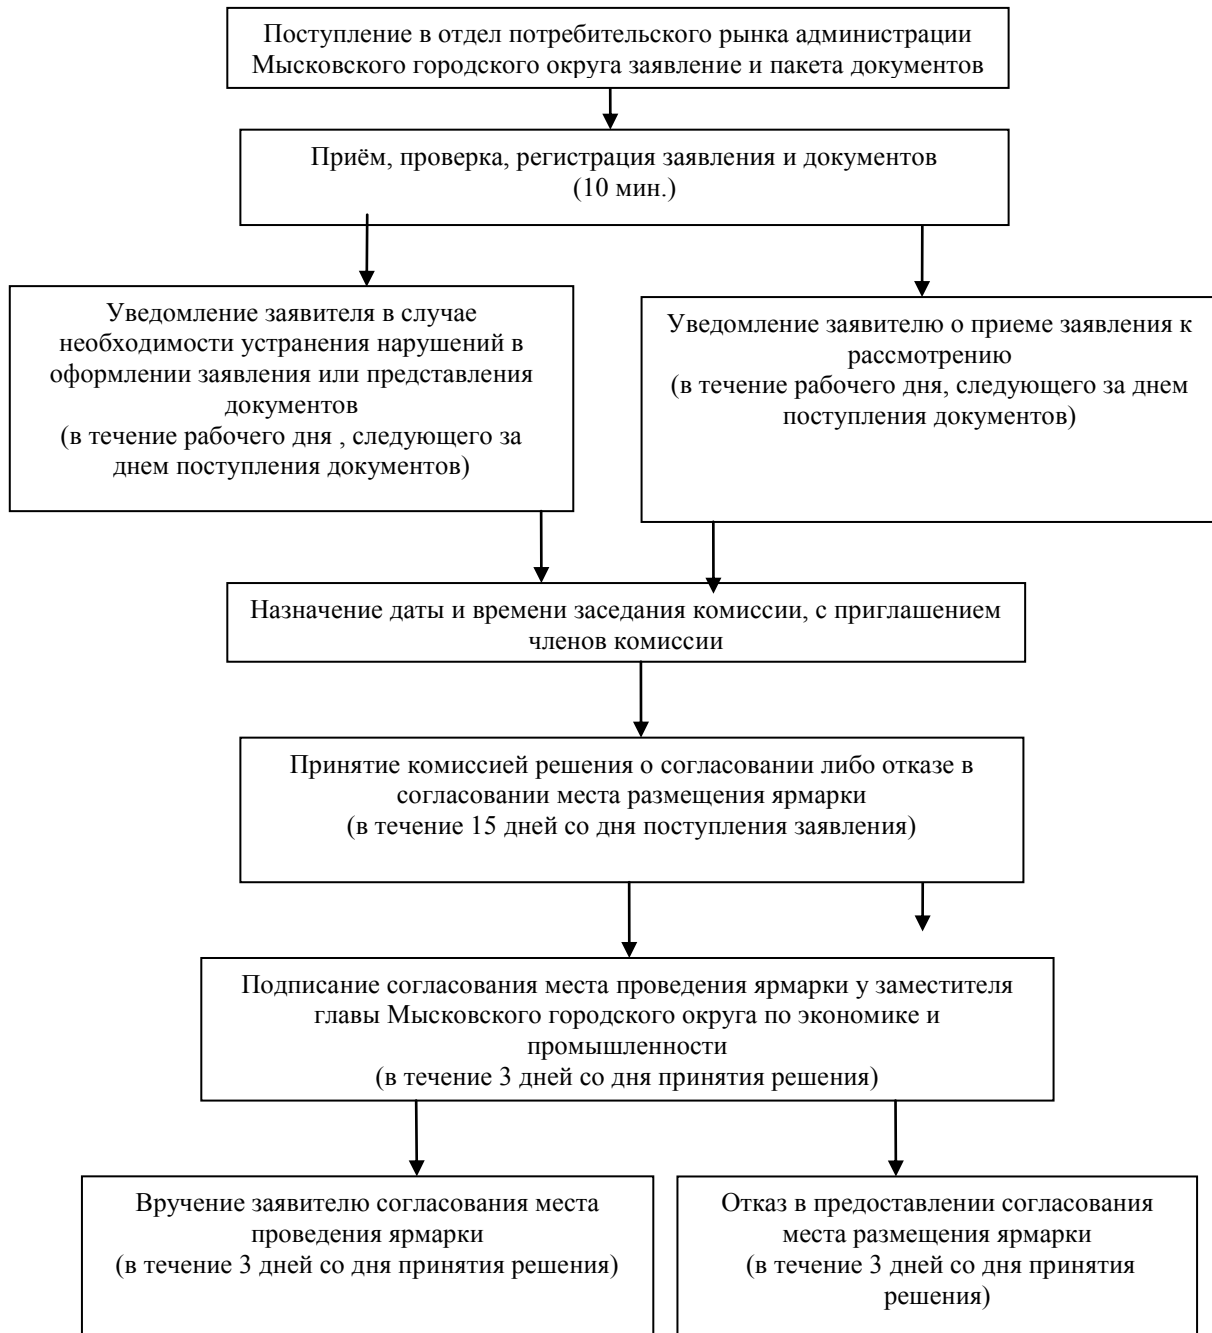 Поступление в отдел потребительского рынка администрации
Мысковского городского округа заявление и пакета документов
Приём, проверка, регистрация заявления и документов
(10 мин.)
Уведомление заявителя в случае
необходимости устранения нарушений в
оформлении заявления или представления
документов
(в течение рабочего дня , следующего за
днем поступления документов)
Уведомление заявителю о приеме заявления к
рассмотрению
(в течение рабочего дня, следующего за днем
поступления документов)
Назначение даты и времени заседания комиссии, с приглашением
членов комиссии
Принятие комиссией решения о согласовании либо отказе в
согласовании места размещения ярмарки
(в течение 15 дней со дня поступления заявления)
Подписание согласования места проведения ярмарки у заместителя
главы Мысковского городского округа по экономике и
промышленности
(в течение 3 дней со дня принятия решения)
Вручение заявителю согласования места
проведения ярмарки
(в течение 3 дней со дня принятия решения)
Отказ в предоставлении согласования
места размещения ярмарки
(в течение 3 дней со дня принятия
решения)